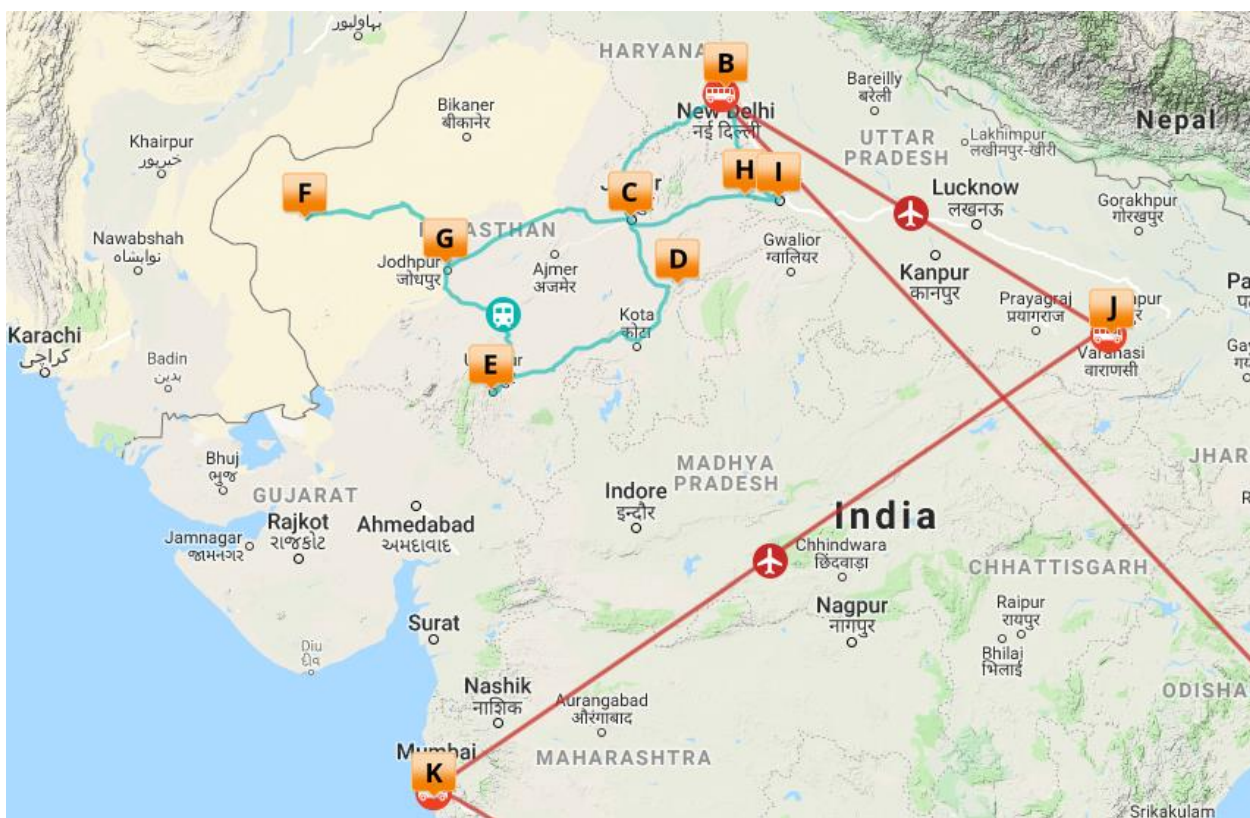 بہاولپور
HARYANA
B
Bareilly
बरेली
Nepal
Bikaner
बीकानेर
New Delhi
नई दिल्ली
Khairpur
خیرپور
UTTAR
PRADESH
Lakhimpur
लखीमपुर-खीरी
F
H
I
C
Lucknow
लखनऊ
Gorakhpur
गोरखपुर
G
Nawabshah
نوابشاه
Jodhpur
जोधपुर
Ajmer
अजमेर
D
Gwalior
ग्वालियर
Kanpur
कानपुर
Karachi
کراچی
Kota
कोटा
Prayagraj
प्रयागराज
J
Badin
بدین
E
Varanasi
वाराणसी
Bhuj
ભુજ
GUJARAT
MADHYA
PRADESH
JHAR
Rajkot
રાજકોટ
Ahmedabad
અમદાવાદ
Indore
इन्दौर
India
Jamnagar
જામનગર
Chhindwara
छिंदवाड़ा
CHHATTISGARH
Surat
Nagpur
नागपुर
Raipur
रायपुर
Diu
દીવ
Bhilai
भिलाई
Nashik
नाशिक
Aurangabad
औरंगाबाद
ODISHA
Mumbai
K
MAHARASHTRA
Srikakulam